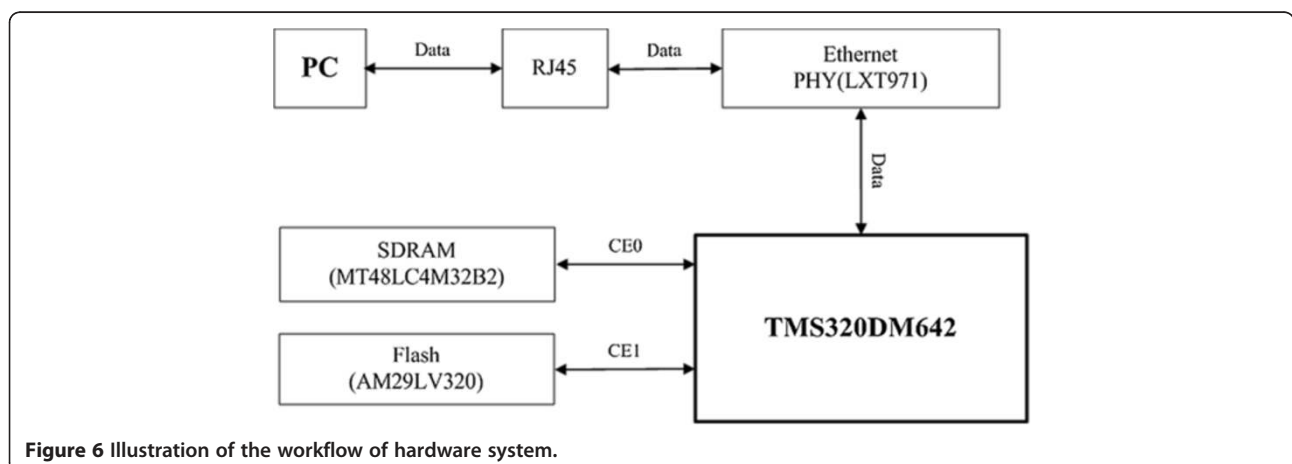 PC
Data
RJ45
Data
Ethernet
PHY(LXT971)
Data
SDRAM
(MT48LC4M32B2)
CE0
TMS320DM642
Flash
(AM29LV320)
CE1
Figure 6 Illustration of the workflow of hardware system.